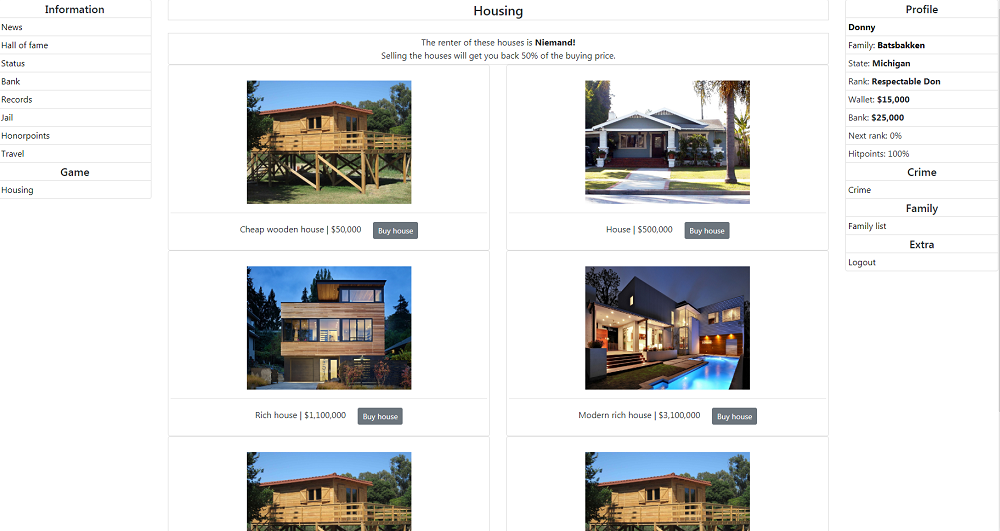 Information
News
Hall of fame
Status
Bank
Records
Jail
Honorpoints
Travel
Game
Housing
Housing
The renter of these houses is Niemand!
Selling the houses will get you back 50% of the buying price.
Cheap wooden house | $50,000 Buy house
House | $500,000 Buy house
Rich house | $1,100,000 Buy house
Modern rich house | $3,100,000 Buy house
Profile
Donny
Family: Batsbakken
State: Michigan
Rank: Respectable Don
Wallet: $15,000
Bank: $25,000
Next rank: 0%
Hitpoints: 100%
Crime
Crime
Family
Family list
Extra
Logout